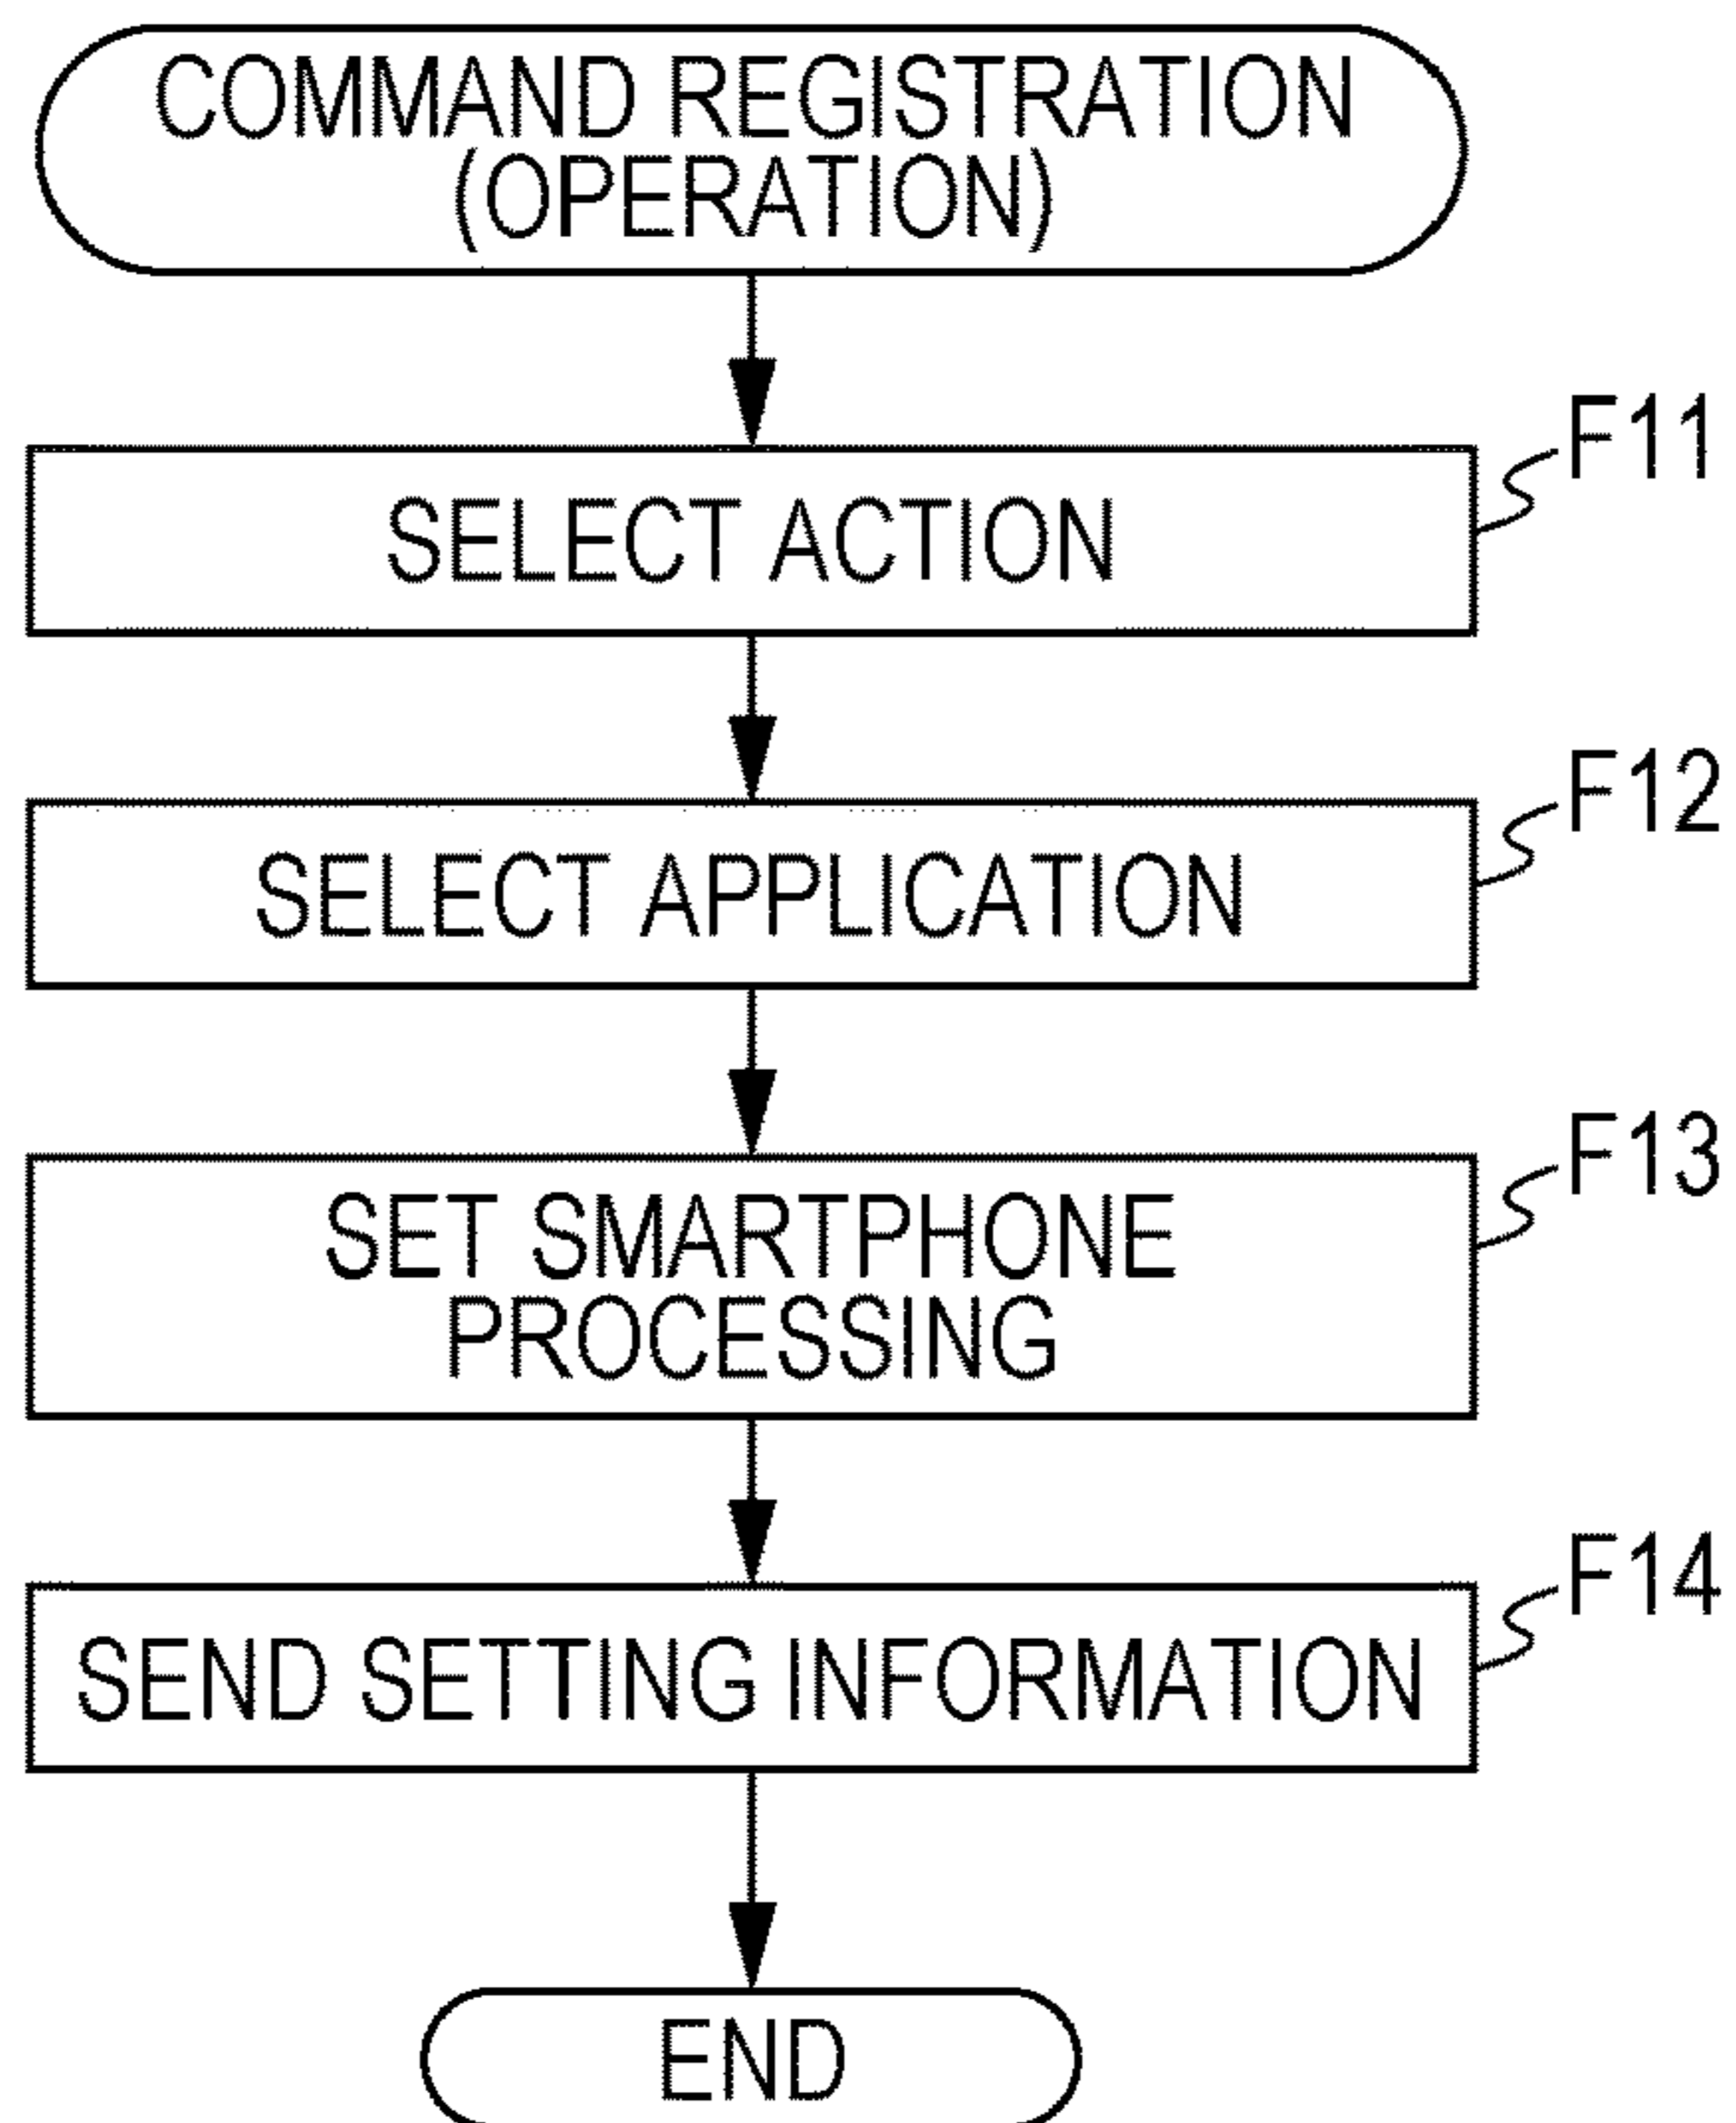 COMMAND REGISTRATION
(OPERATION)
F11
SELECT ACTION
F12
SELECT APPLICATION
F13
SET SMARTPHONE
PROCESSING
F14
SEND SETTING INFORMATION
END